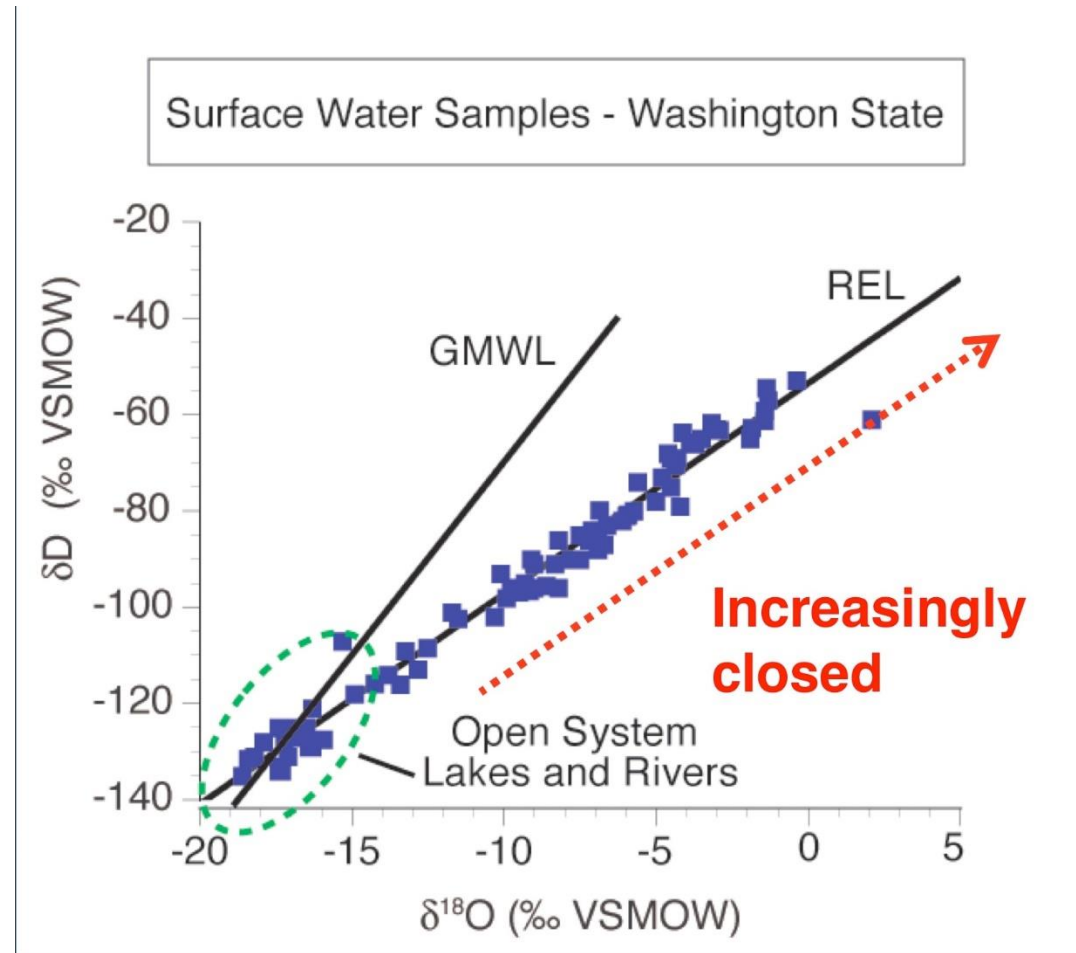 Surface Water Samples - Washington State
-20
-40
-60
-80
-100
-120
-140
δD (‰ VSMOW)
GMWL
REL
Increasingly
closed
Open System
Lakes and Rivers
-20 -15 -10 -5 0 5
δ¹⁸O (‰ VSMOW)